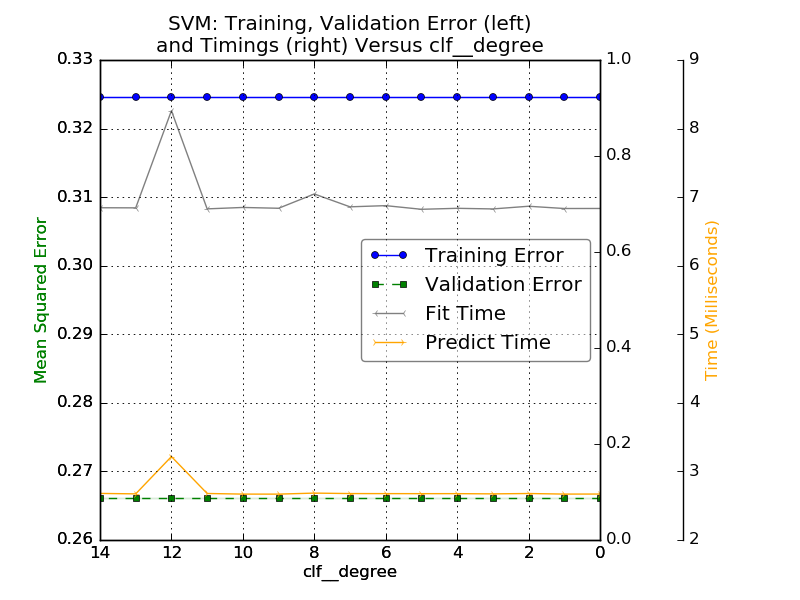 SVM: Training, Validation Error (left)
and Timings (right) Versus clf__degree
0.33
0.32
0.31
0.30
0.29
0.28
0.27
0.26
Mean Squared Error
14 12 10 8 6 4 2 0
clf__degree
Training Error
Validation Error
Fit Time
Predict Time
1.0
0.8
0.6
0.4
0.2
0.0
9
8
7
6
5
4
3
2
Time (Milliseconds)